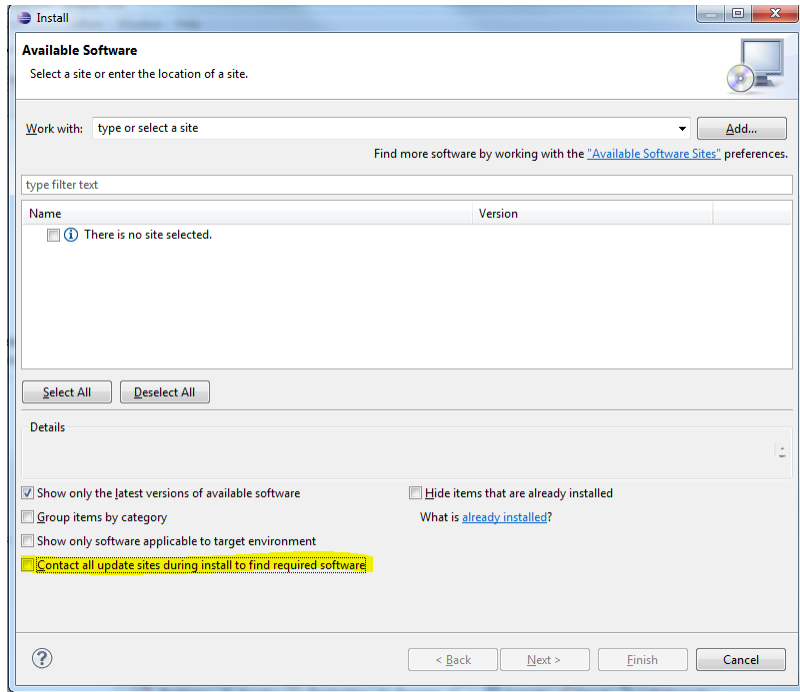 Install
Available Software
Select a site or enter the location of a site.
Work with: type or select a site Add...
Find more software by working with the "Available Software Sites" preferences.
type filter text
Name Version
There is no site selected.
Select All Deselect All
Details
Show only the latest versions of available software Hide items that are already installed
Group items by category What is already installed?
Show only software applicable to target environment
Contact all update sites during install to find required software
? < Back Next > Finish Cancel